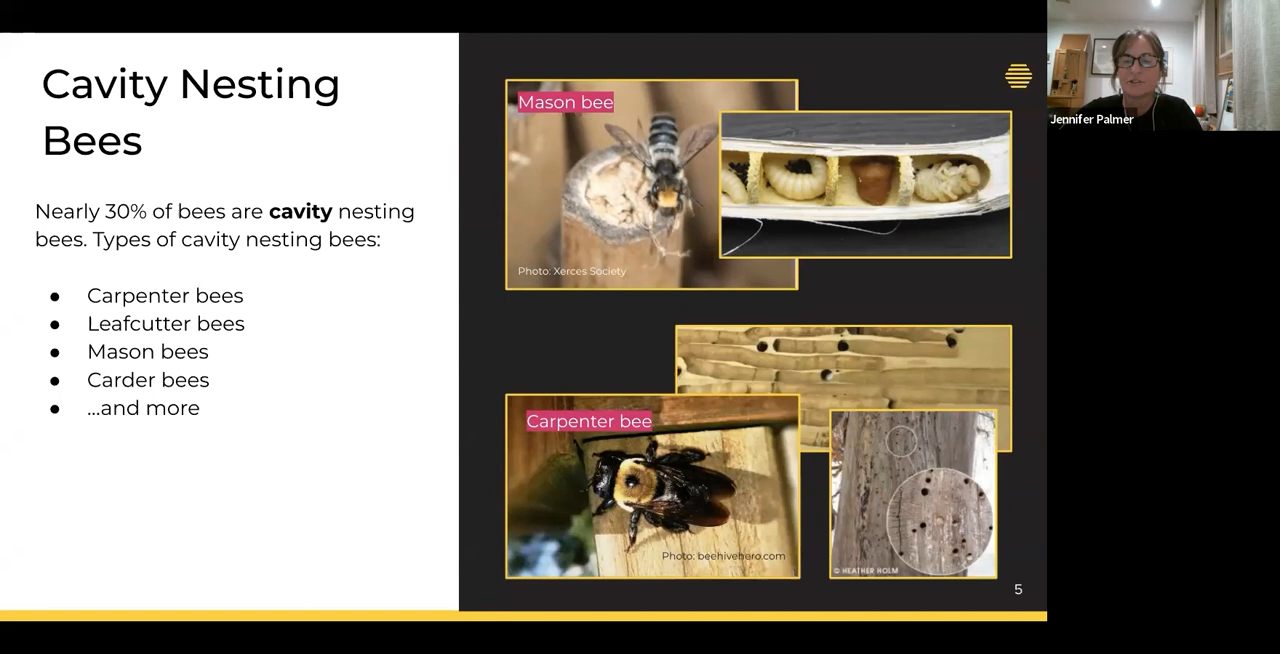 Cavity Nesting
Bees
Nearly 30% of bees are cavity nesting
bees. Types of cavity nesting bees:
● Carpenter bees
● Leafcutter bees
● Mason bees
● Carder bees
● ...and more
Mason bee
Photo: Xerces Society
Carpenter bee
Photo: beehivehero.com
© HEATHER HOLM
5
Jennifer Palmer